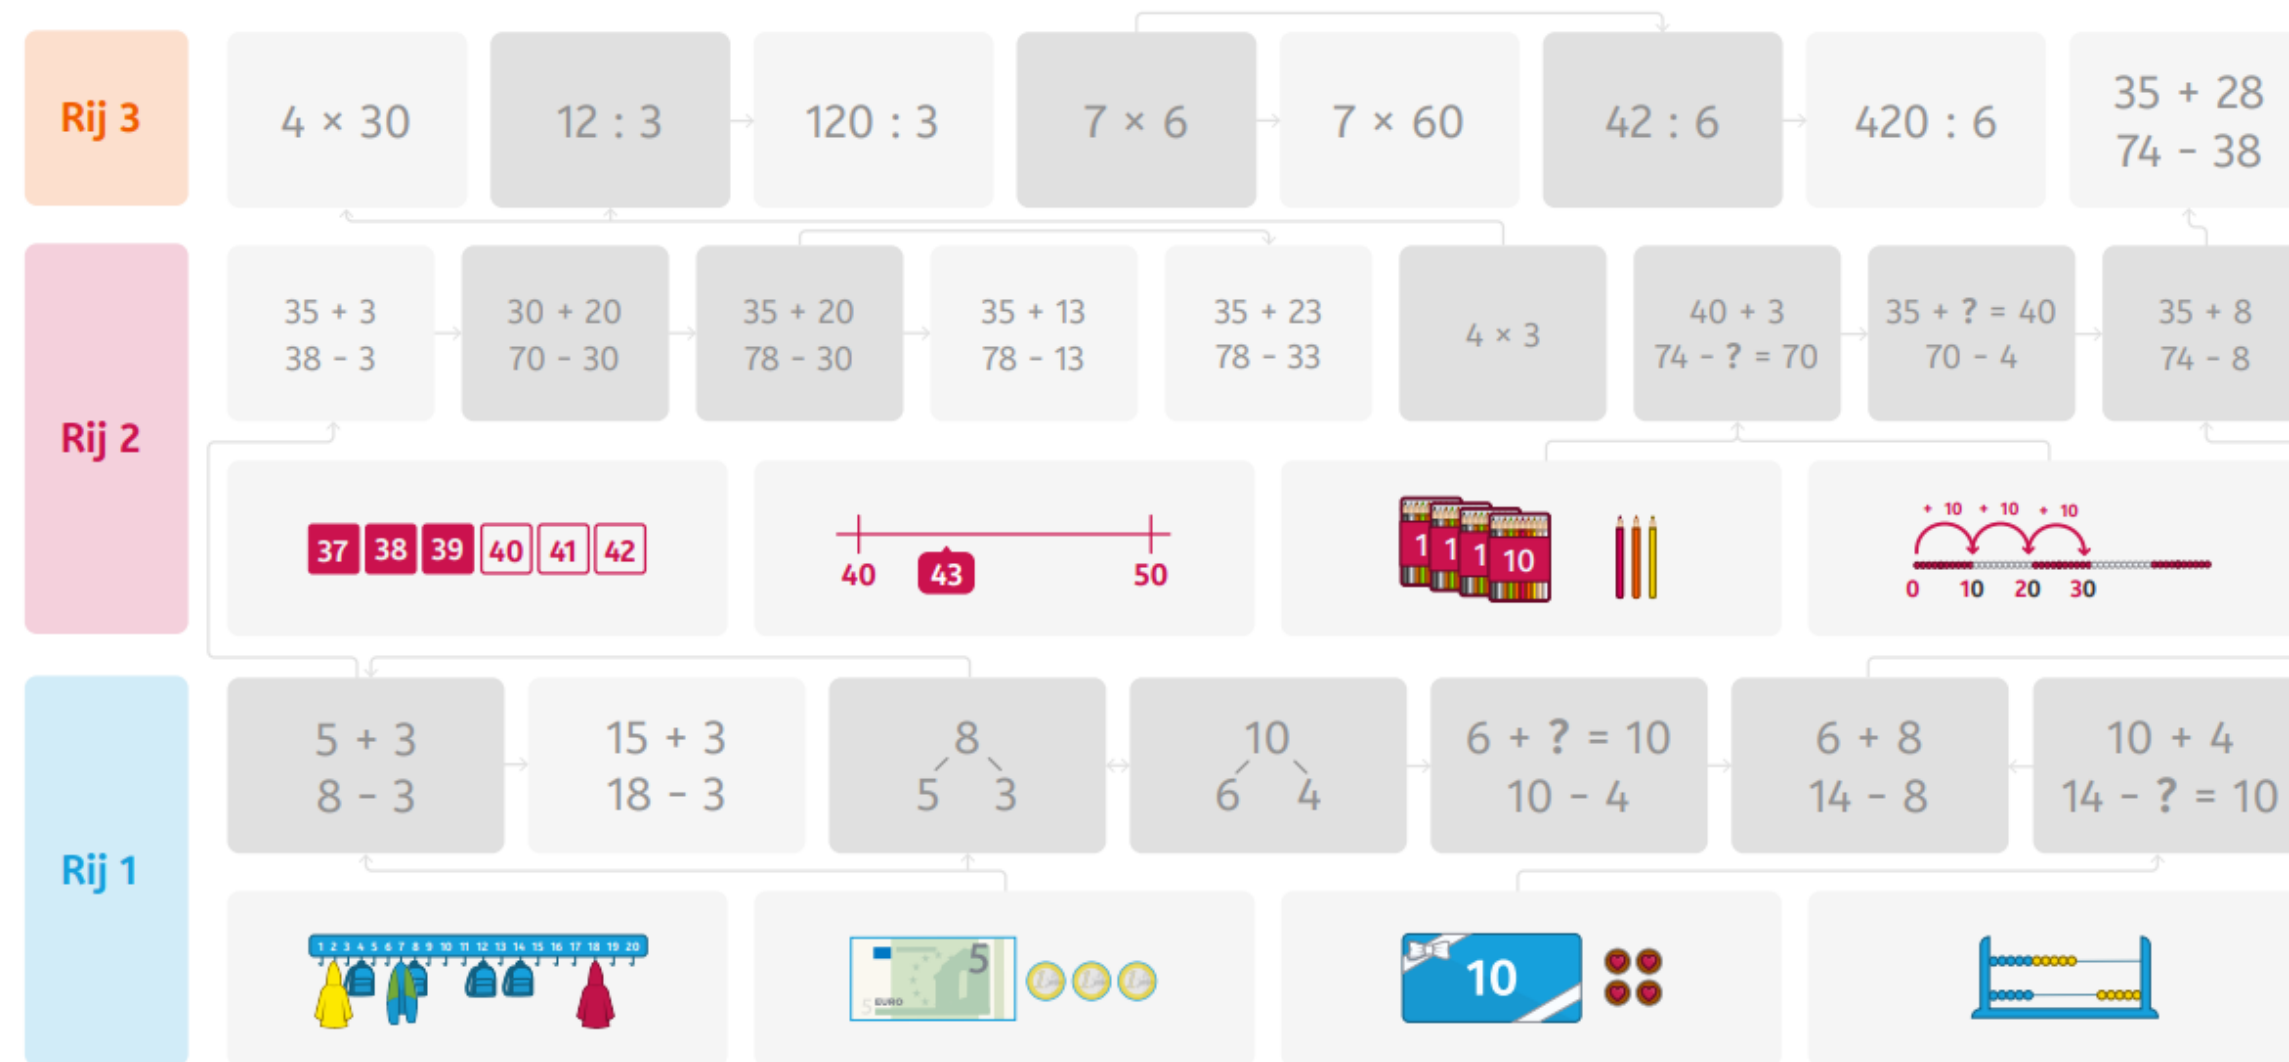 Rij 3
4 × 30
12 : 3
120 : 3
7 × 6
7 × 60
42 : 6
420 : 6
35 + 28
74 - 38
Rij 2
35 + 3
38 - 3
30 + 20
70 - 30
35 + 20
78 - 30
35 + 13
78 - 13
35 + 23
78 - 33
4 × 3
40 + 3
74 - ? = 70
35 + ? = 40
70 - 4
35 + 8
74 - 8
37 38 39 40 41 42
40 43 50
1 1 1 10
+ 10 + 10 + 10
0 10 20 30
Rij 1
5 + 3
8 - 3
15 + 3
18 - 3
8
5 3
10
6 4
6 + ? = 10
10 - 4
6 + 8
14 - 8
10 + 4
14 - ? = 10
1 2 3 4 5 6 7 8 9 10 11 12 13 14 15 16 17 18 19 20
5
5 EURO
10